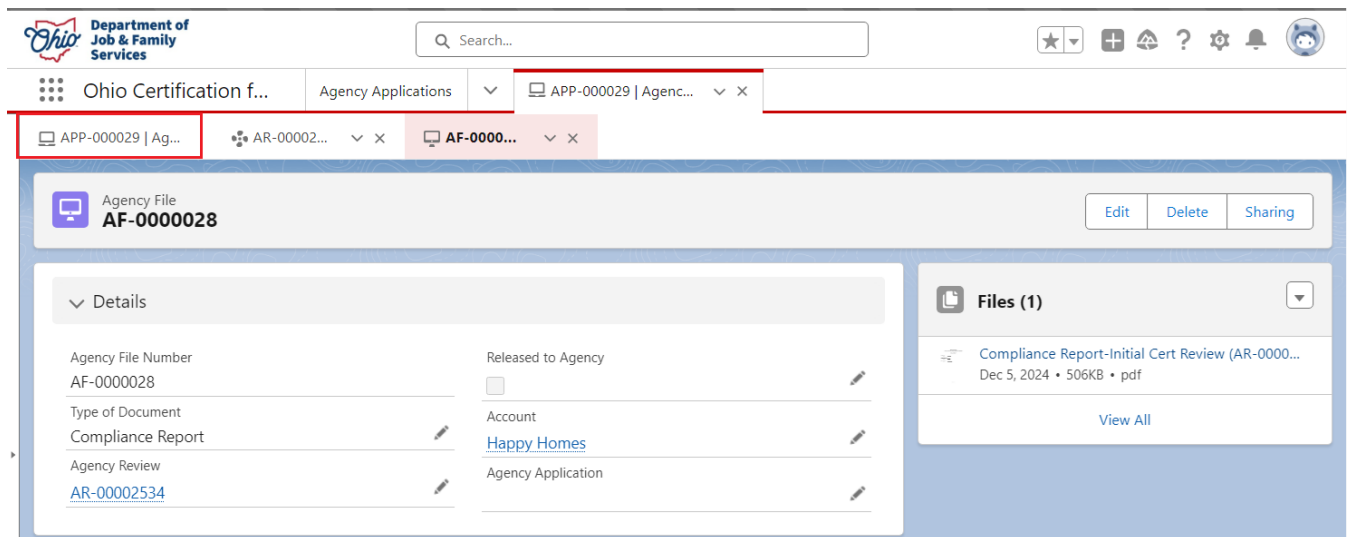 Ohio
Department of
Job & Family
Services
Search...
Ohio Certification f...
Agency Applications
APP-000029 | Agenc...
APP-000029 | Ag...
AR-00002...
AF-0000...
Agency File
AF-0000028
Edit
Delete
Sharing
Details
Agency File Number
AF-0000028
Type of Document
Compliance Report
Agency Review
AR-00002534
Released to Agency
Account
Happy Homes
Agency Application
Files (1)
Compliance Report-Initial Cert Review (AR-0000...
Dec 5, 2024 • 506KB • pdf
View All